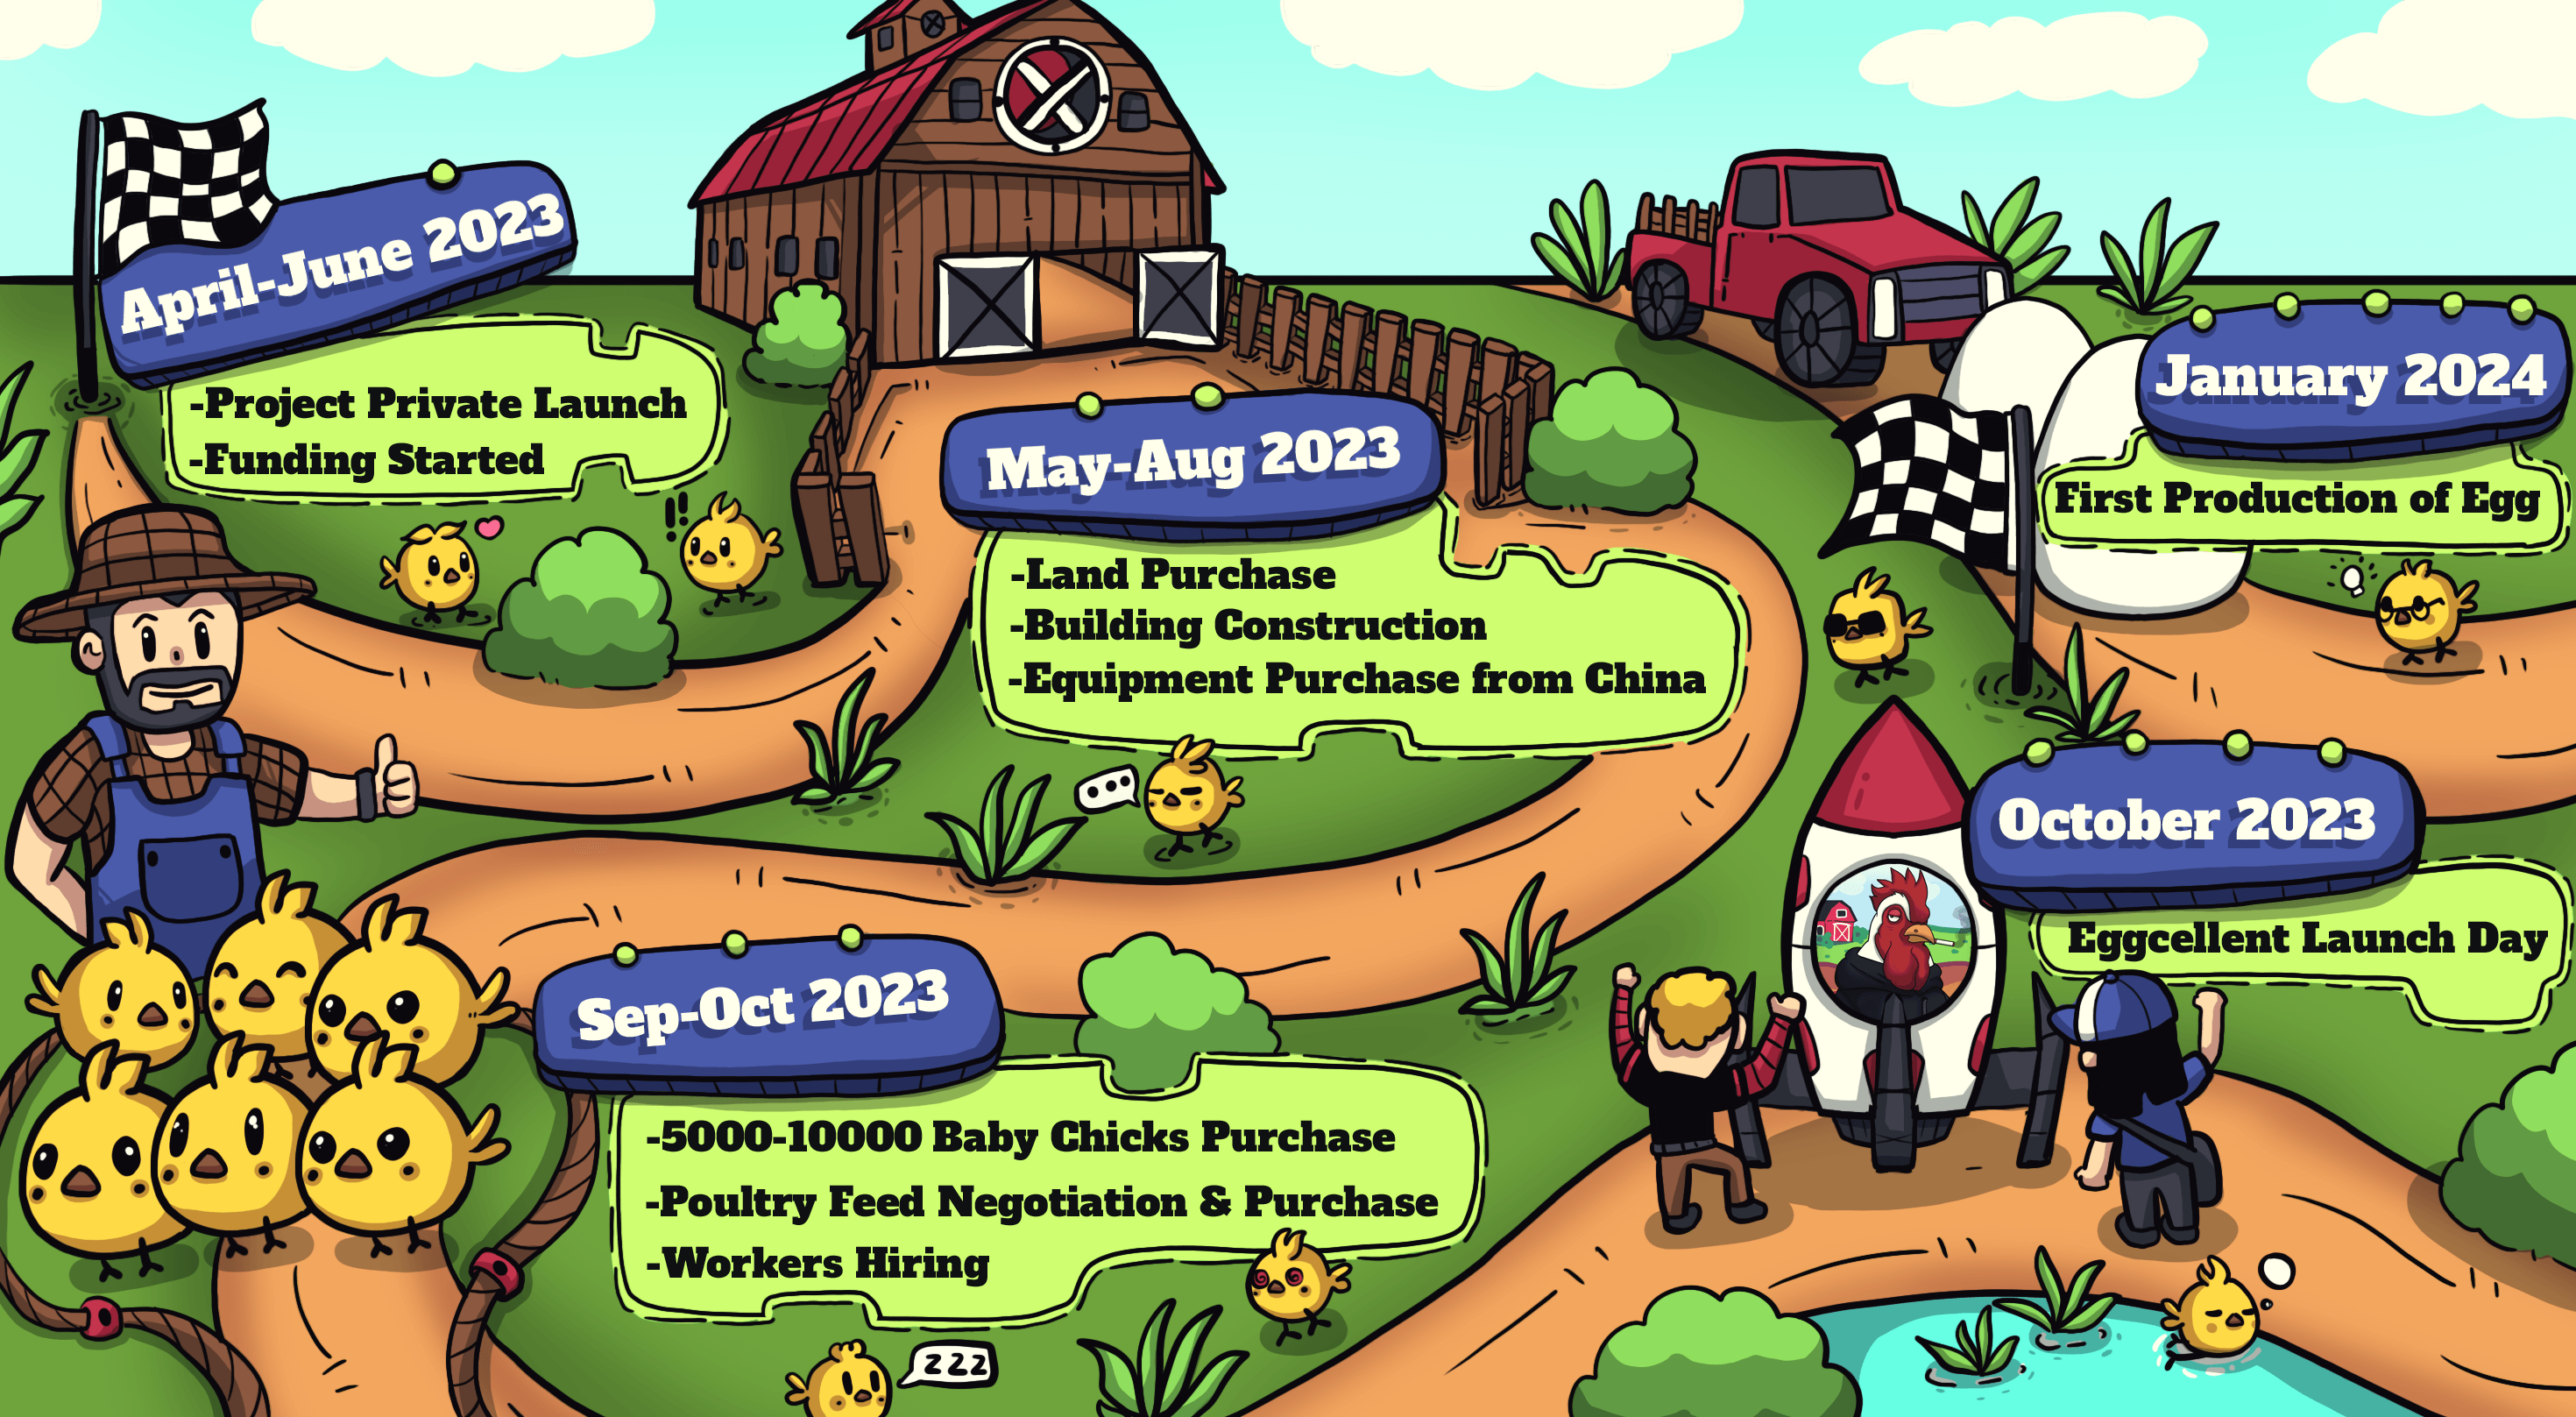 April-June 2023
-Project Private Launch
-Funding Started
!!
May-Aug 2023
-Land Purchase
-Building Construction
-Equipment Purchase from China
Sep-Oct 2023
-5000-10000 Baby Chicks Purchase
-Poultry Feed Negotiation & Purchase
-Workers Hiring
zzz
October 2023
Eggcellent Launch Day
January 2024
First Production of Egg